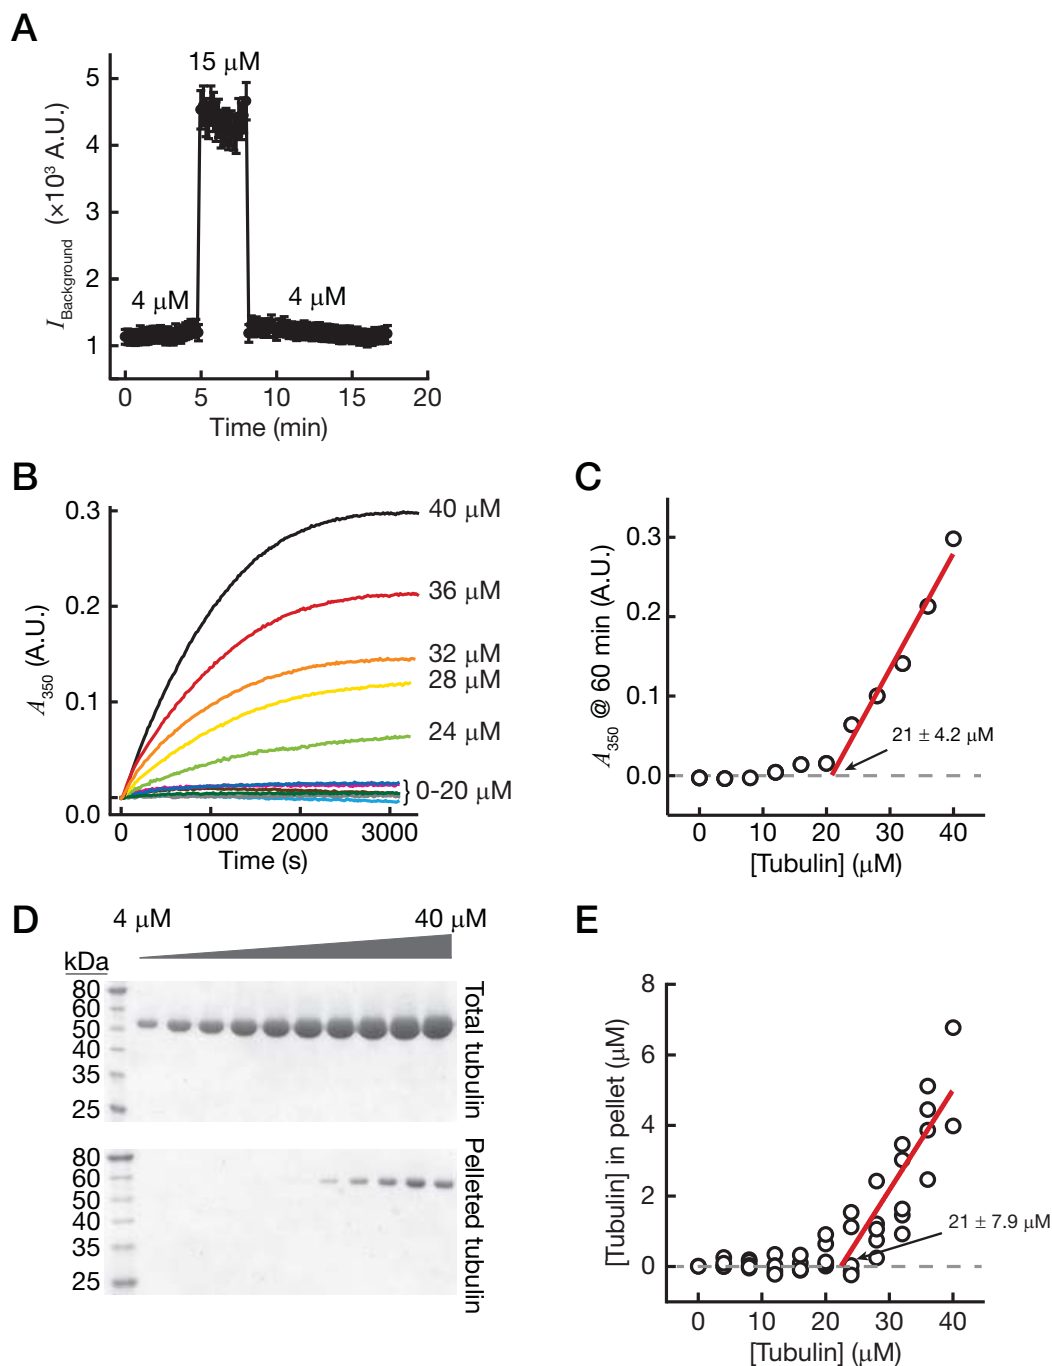 A
15 μM
5
4
3
2
1
I Background (×10³ A.U.)
4 μM
4 μM
0 5 10 15 20
Time (min)
B
0.3
0.2
0.1
0.0
A350 (A.U.)
40 μM
36 μM
32 μM
28 μM
24 μM
0-20 μM
0 1000 2000 3000
Time (s)
C
0.3
0.2
0.1
0.0
A350 @ 60 min (A.U.)
21 ± 4.2 μM
0 10 20 30 40
[Tubulin] (μM)
D
4 μM 40 μM
kDa
80
60
50
40
35
25
Total tubulin
80
60
50
40
35
25
Pelleted tubulin
E
8
6
4
2
0
[Tubulin] in pellet (μM)
21 ± 7.9 μM
0 10 20 30 40
[Tubulin] (μM)